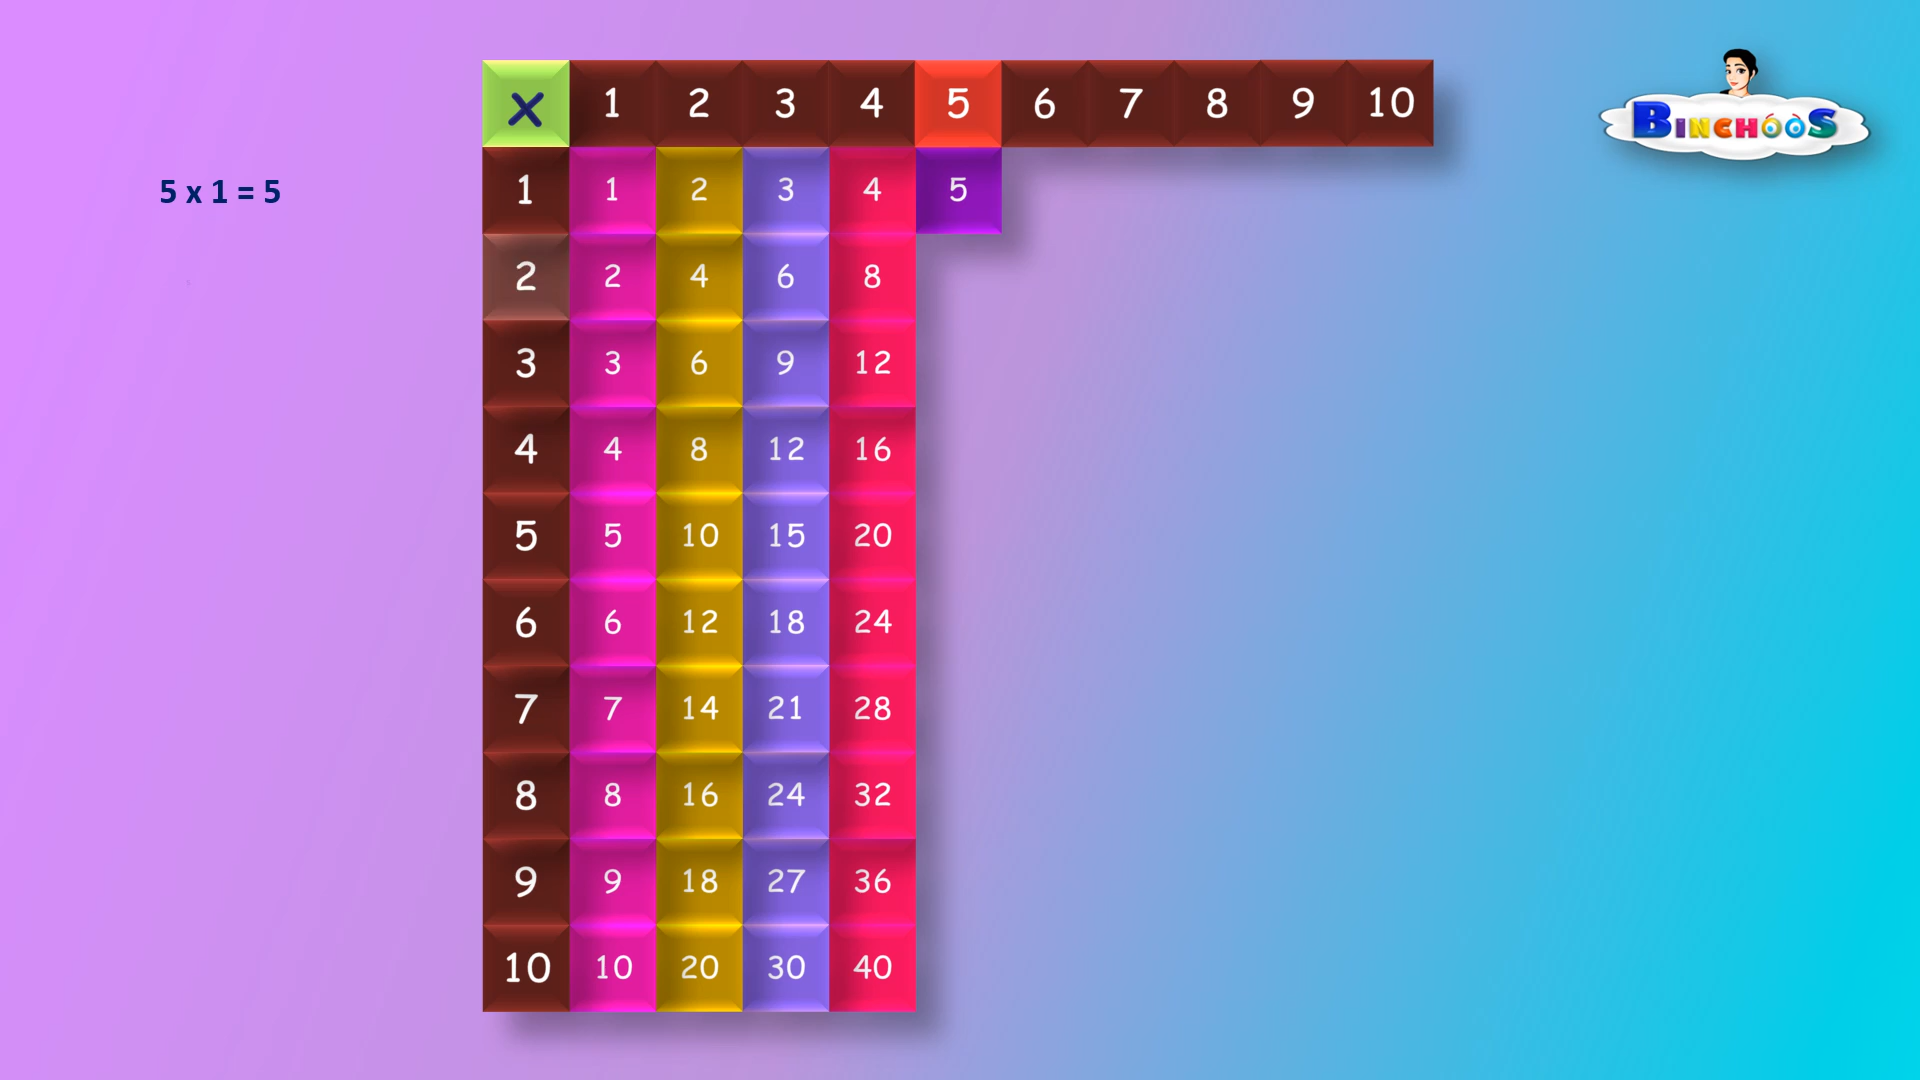 × 1 2 3 4 5 6 7 8 9 10
BINCHOOS
5 x 1 = 5
1 1 2 3 4 5
2 2 4 6 8
3 3 6 9 12
4 4 8 12 16
5 5 10 15 20
6 6 12 18 24
7 7 14 21 28
8 8 16 24 32
9 9 18 27 36
10 10 20 30 40